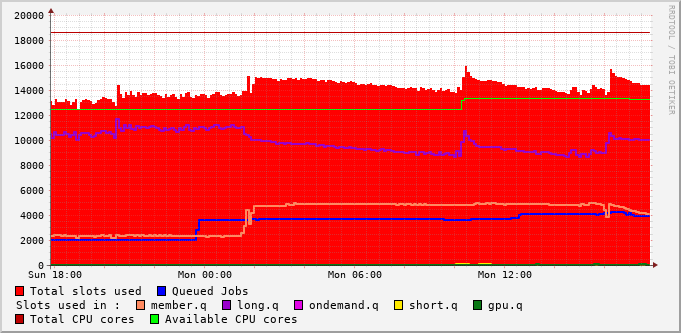 20000
18000
16000
14000
12000
10000
8000
6000
4000
2000
0
Sun 18:00 Mon 00:00 Mon 06:00 Mon 12:00
RRDTOOL / TOBI OETIKER
Total slots used Queued Jobs
Slots used in : member.q long.q ondemand.q short.q gpu.q
Total CPU cores Available CPU cores